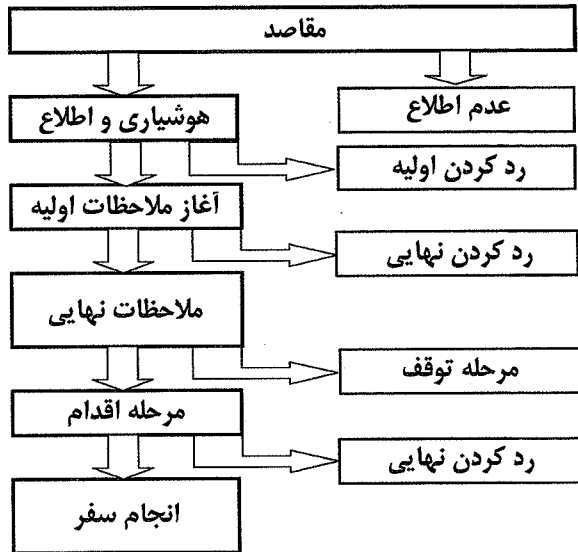 مقاصد
عدم اطلاع
هوشیاری و اطلاع
رد کردن اولیه
آغاز ملاحظات اولیه
رد کردن نهایی
ملاحظات نهایی
مرحله توقف
مرحله اقدام
رد کردن نهایی
انجام سفر